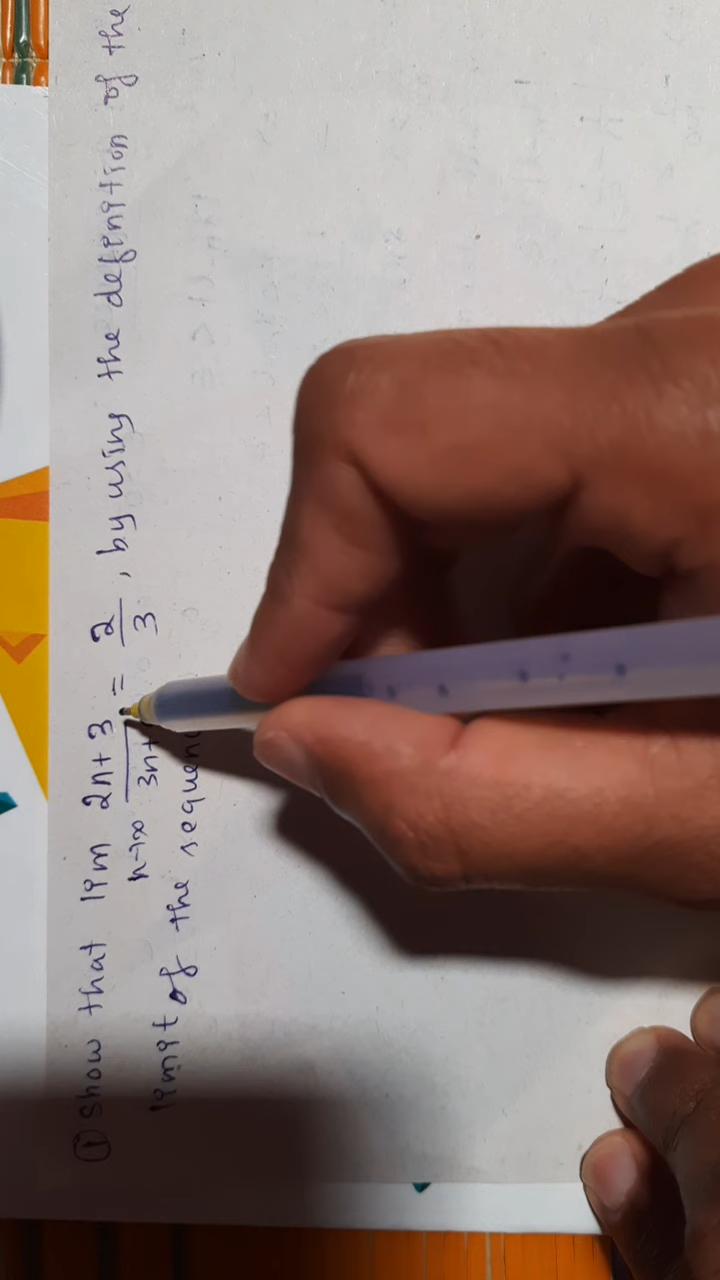 ① Show that lim 2n+3 = 2 , by using the definition of the
n→∞ 3n+ 3
limit of the sequen